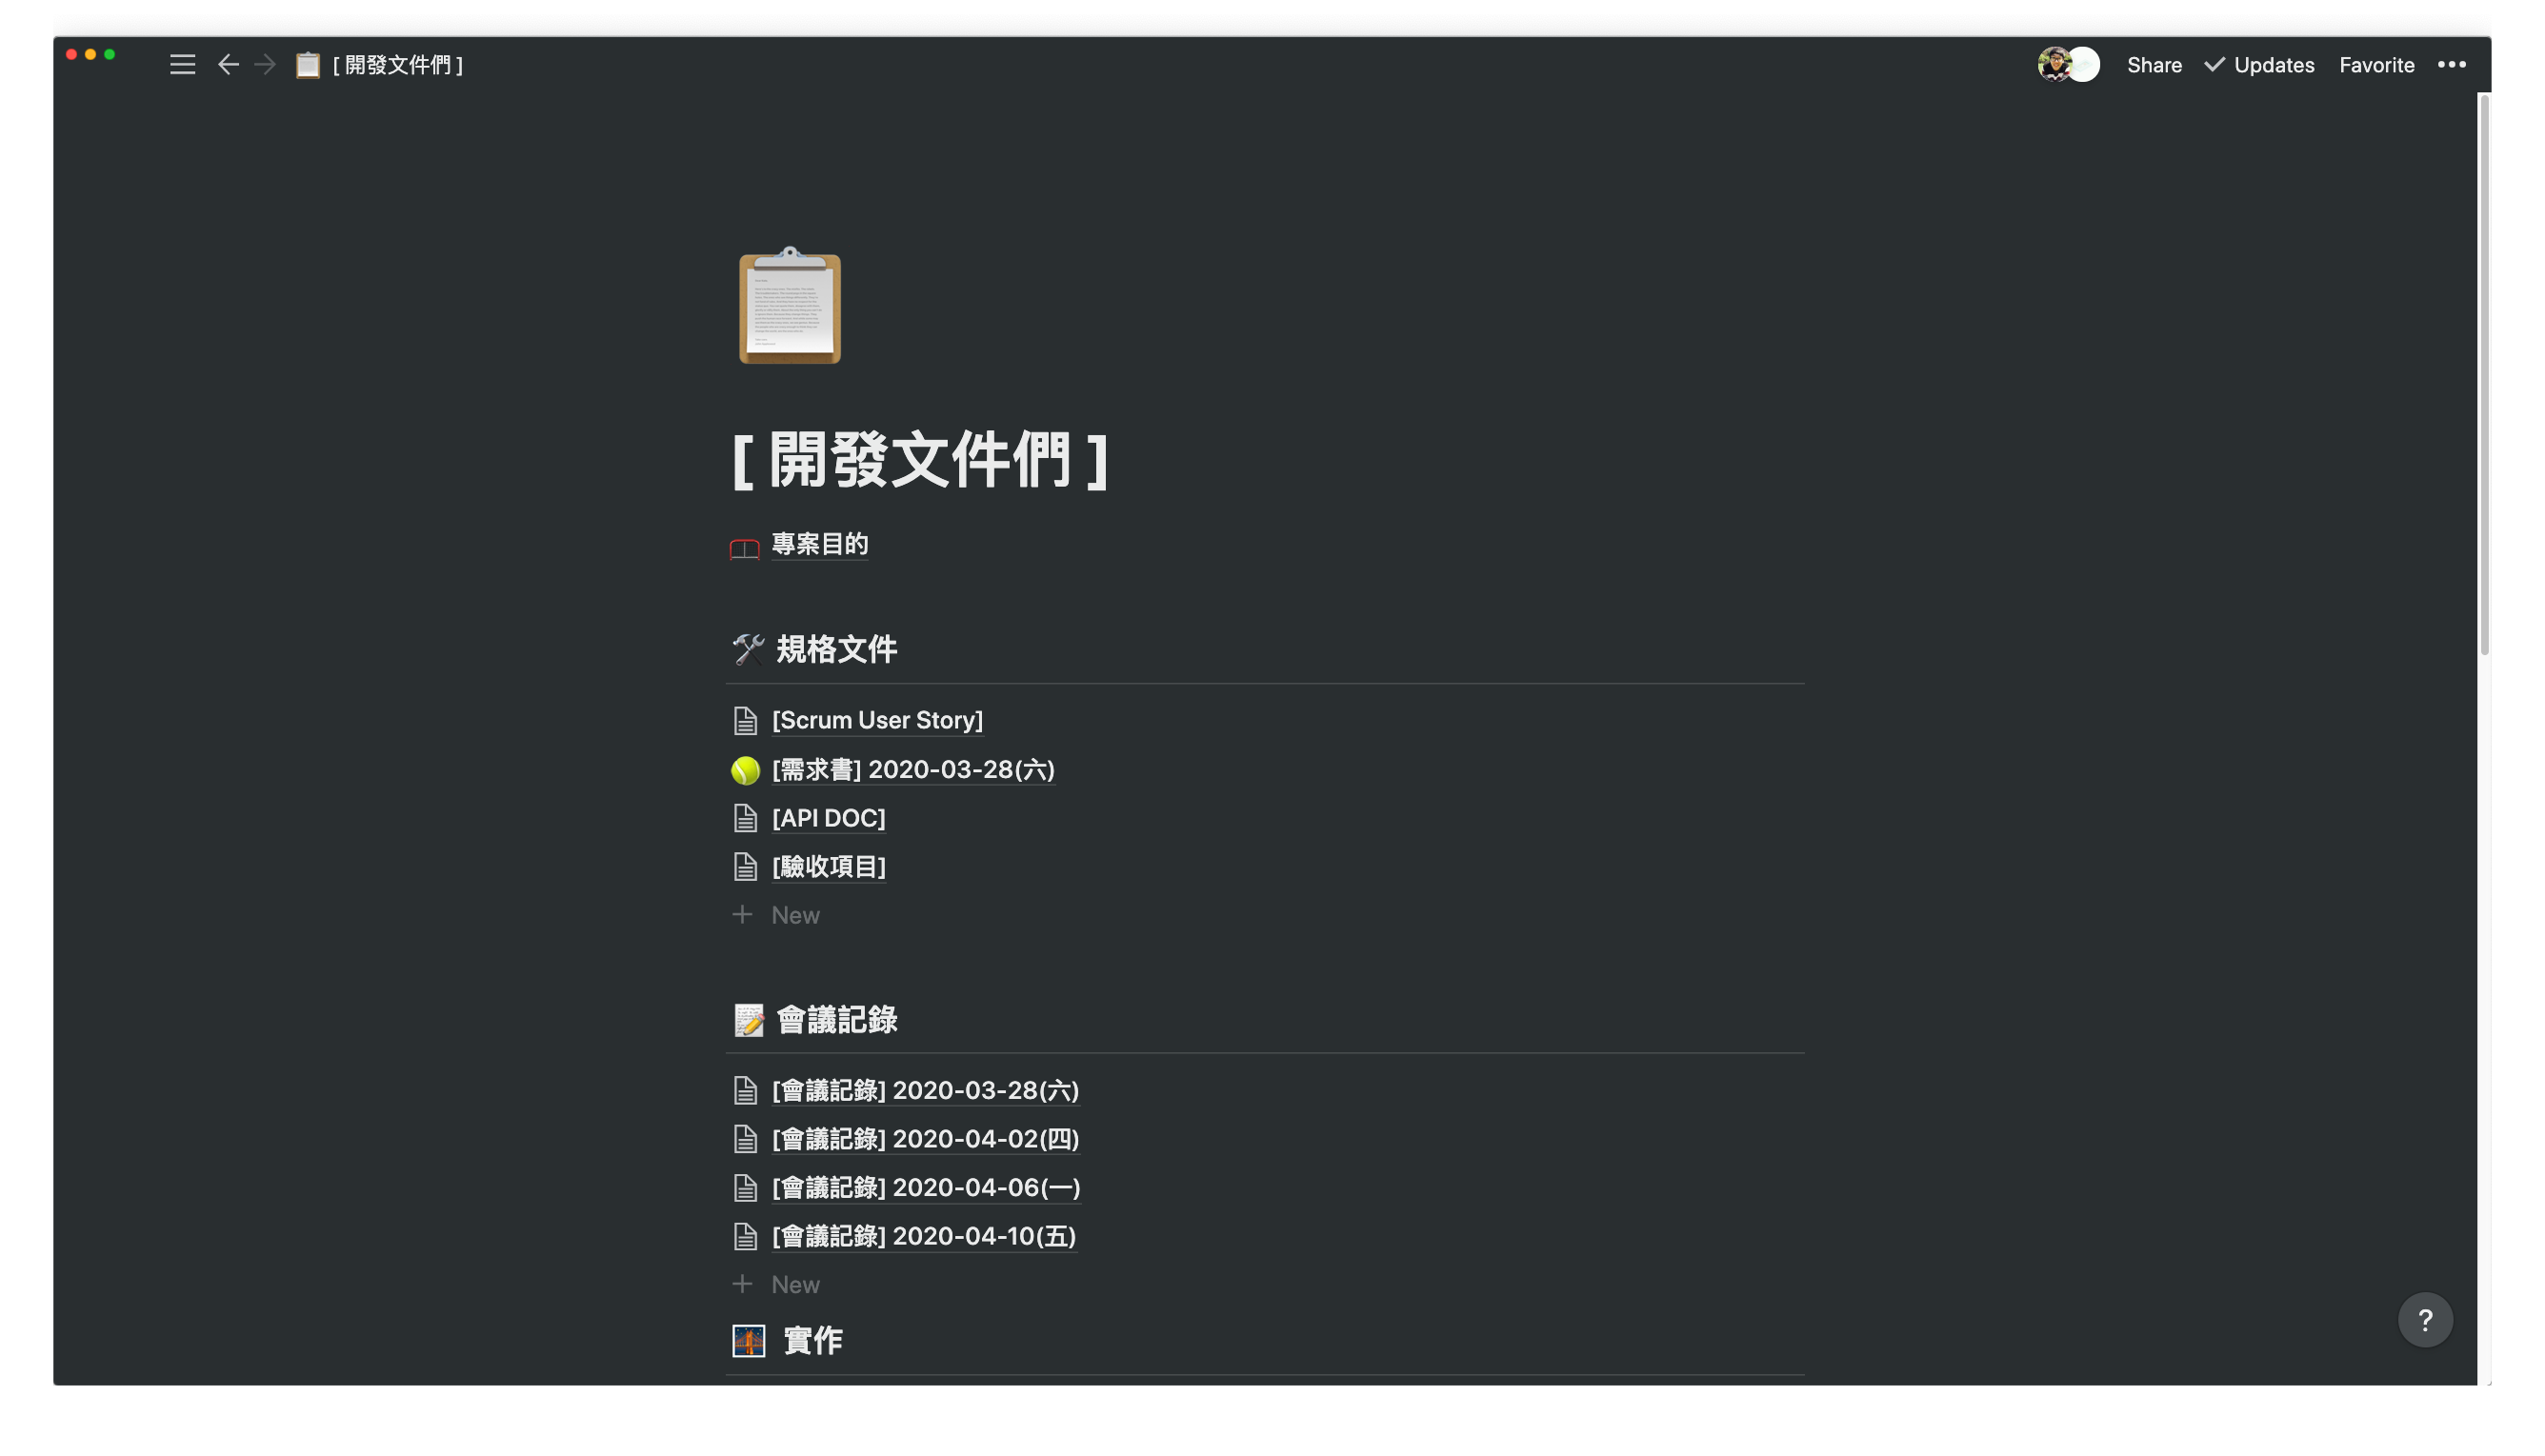 [ 開發文件們 ]
Share
Updates
Favorite
[ 開發文件們 ]
專案目的
規格文件
[Scrum User Story]
[需求書] 2020-03-28(六)
[API DOC]
[驗收項目]
New
會議記錄
[會議記錄] 2020-03-28(六)
[會議記錄] 2020-04-02(四)
[會議記錄] 2020-04-06(一)
[會議記錄] 2020-04-10(五)
New
實作
?